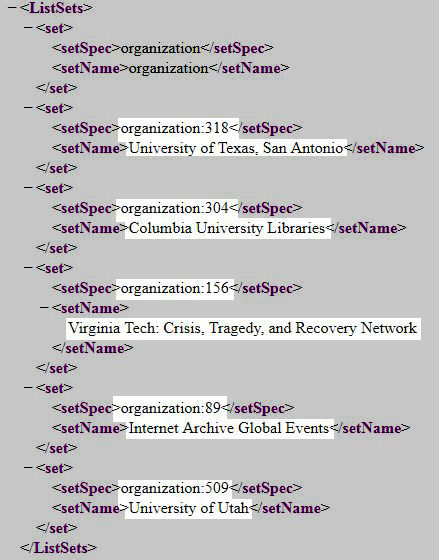 −<ListSets>
−<set>
<setSpec>organization</setSpec>
<setName>organization</setName>
</set>
−<set>
<setSpec>organization:318</setSpec>
<setName>University of Texas, San Antonio</setName>
</set>
−<set>
<setSpec>organization:304</setSpec>
<setName>Columbia University Libraries</setName>
</set>
−<set>
<setSpec>organization:156</setSpec>
−<setName>
Virginia Tech: Crisis, Tragedy, and Recovery Network
</setName>
</set>
−<set>
<setSpec>organization:89</setSpec>
<setName>Internet Archive Global Events</setName>
</set>
−<set>
<setSpec>organization:509</setSpec>
<setName>University of Utah</setName>
</set>
</ListSets>